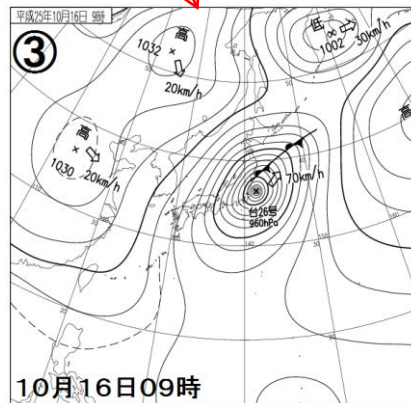 平成25年10月16日 9時
③
高
1032
20km/h
低
1002
30km/h
高
1030
20km/h
高
70km/h
台26号
960hPa
10月16日09時